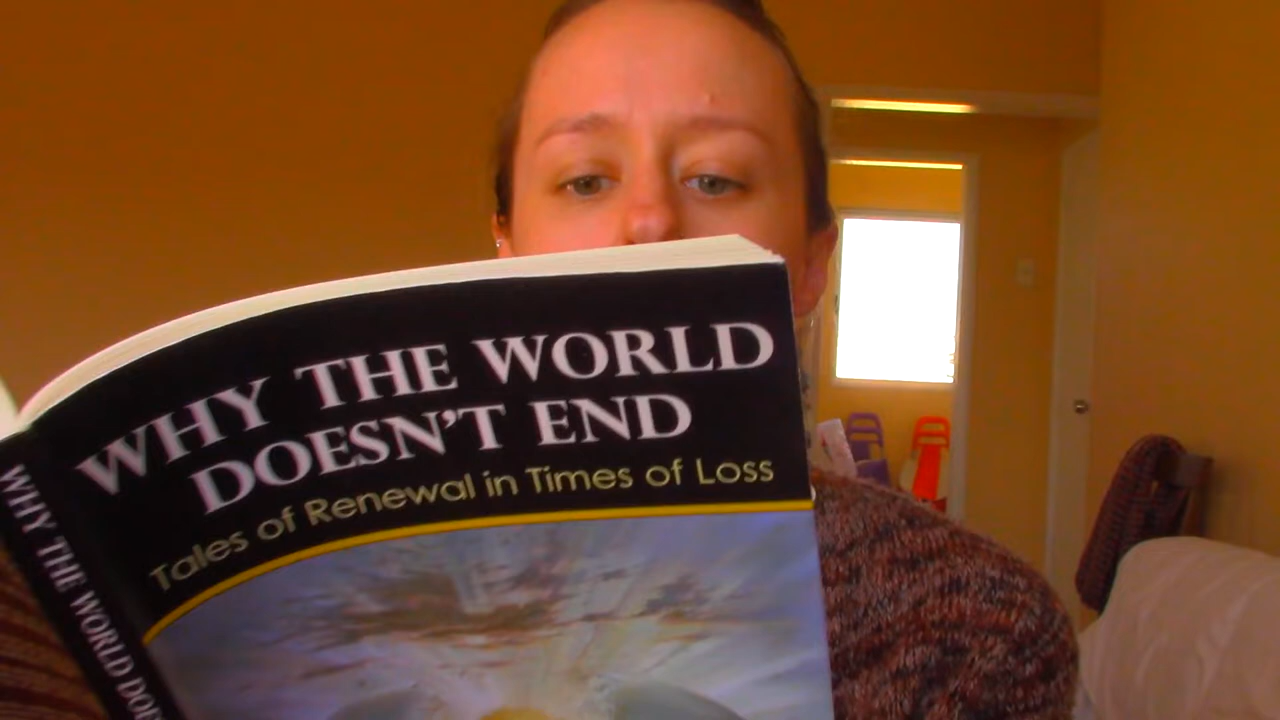 WHY THE WORLD
DOESN'T END
Tales of Renewal in Times of Loss
WHY THE WORLD DOE